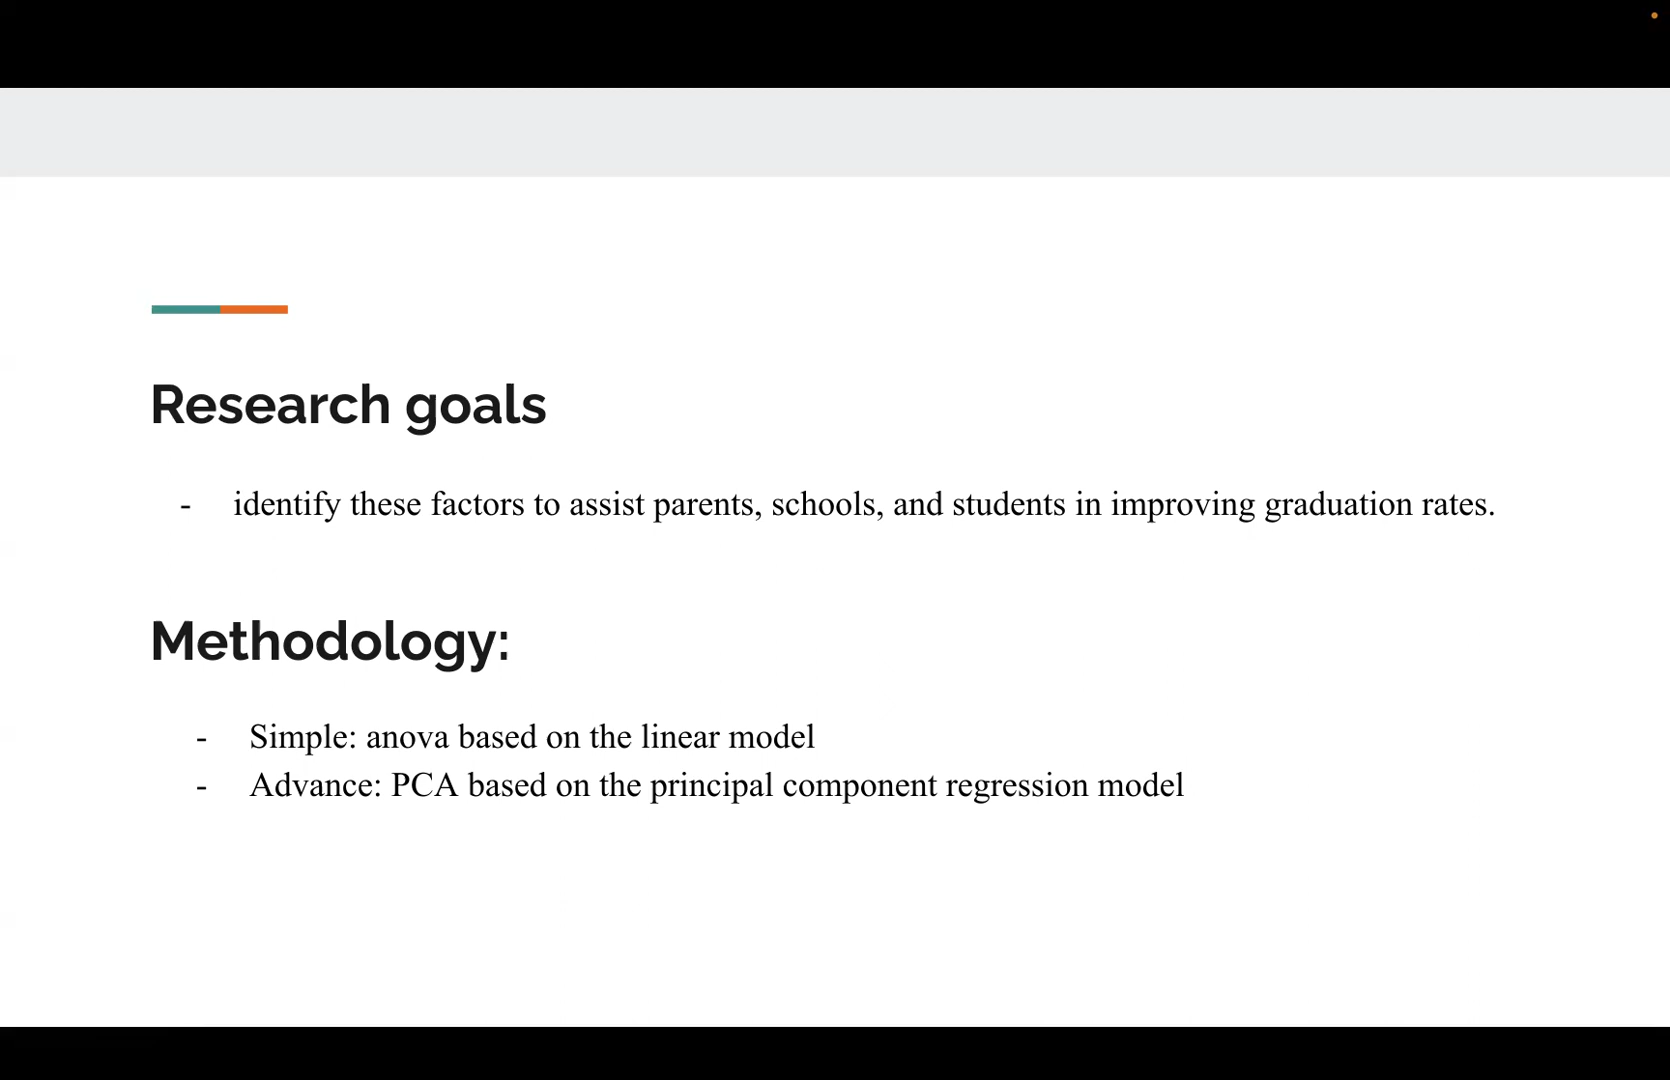 Research goals
- identify these factors to assist parents, schools, and students in improving graduation rates.
Methodology:
- Simple: anova based on the linear model
- Advance: PCA based on the principal component regression model